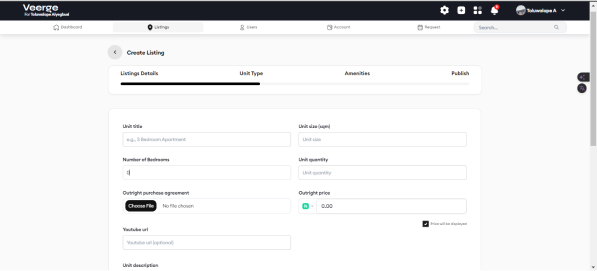 Veerge
For Toluwalope Aiyegbusi
Toluwalope A
Dashboard
Listings
Users
Account
Request
Search...
Create Listing
Listings Details
Unit Type
Amenities
Publish
Unit title
Unit size (sqm)
e.g., 3 Bedroom Apartment
Unit size
Number of Bedrooms
Unit quantity
Unit quantity
Outright purchase agreement
Outright price
Choose File
No file chosen
N
0.00
Price will be displayed
Youtube url
Youtube url (optional)
Unit description